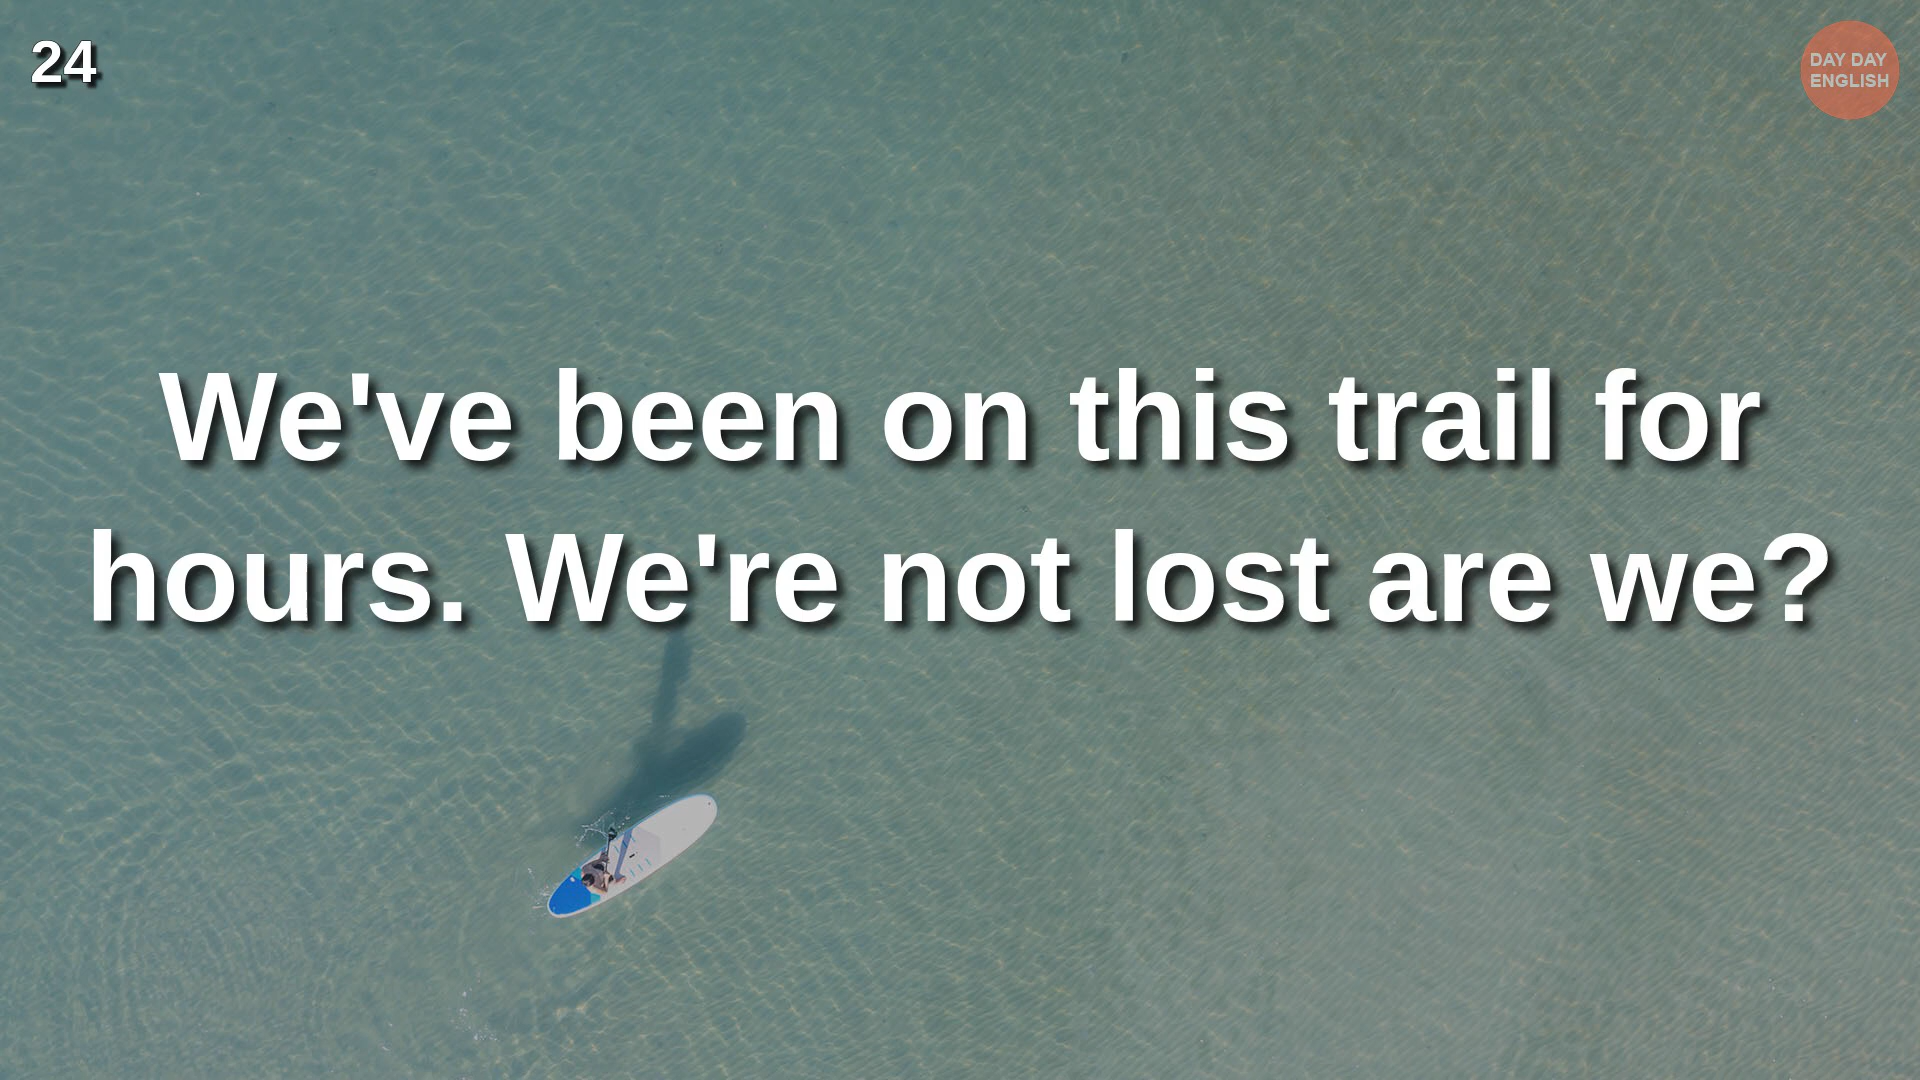 24
DAY DAY
ENGLISH
We've been on this trail for
hours. We're not lost are we?